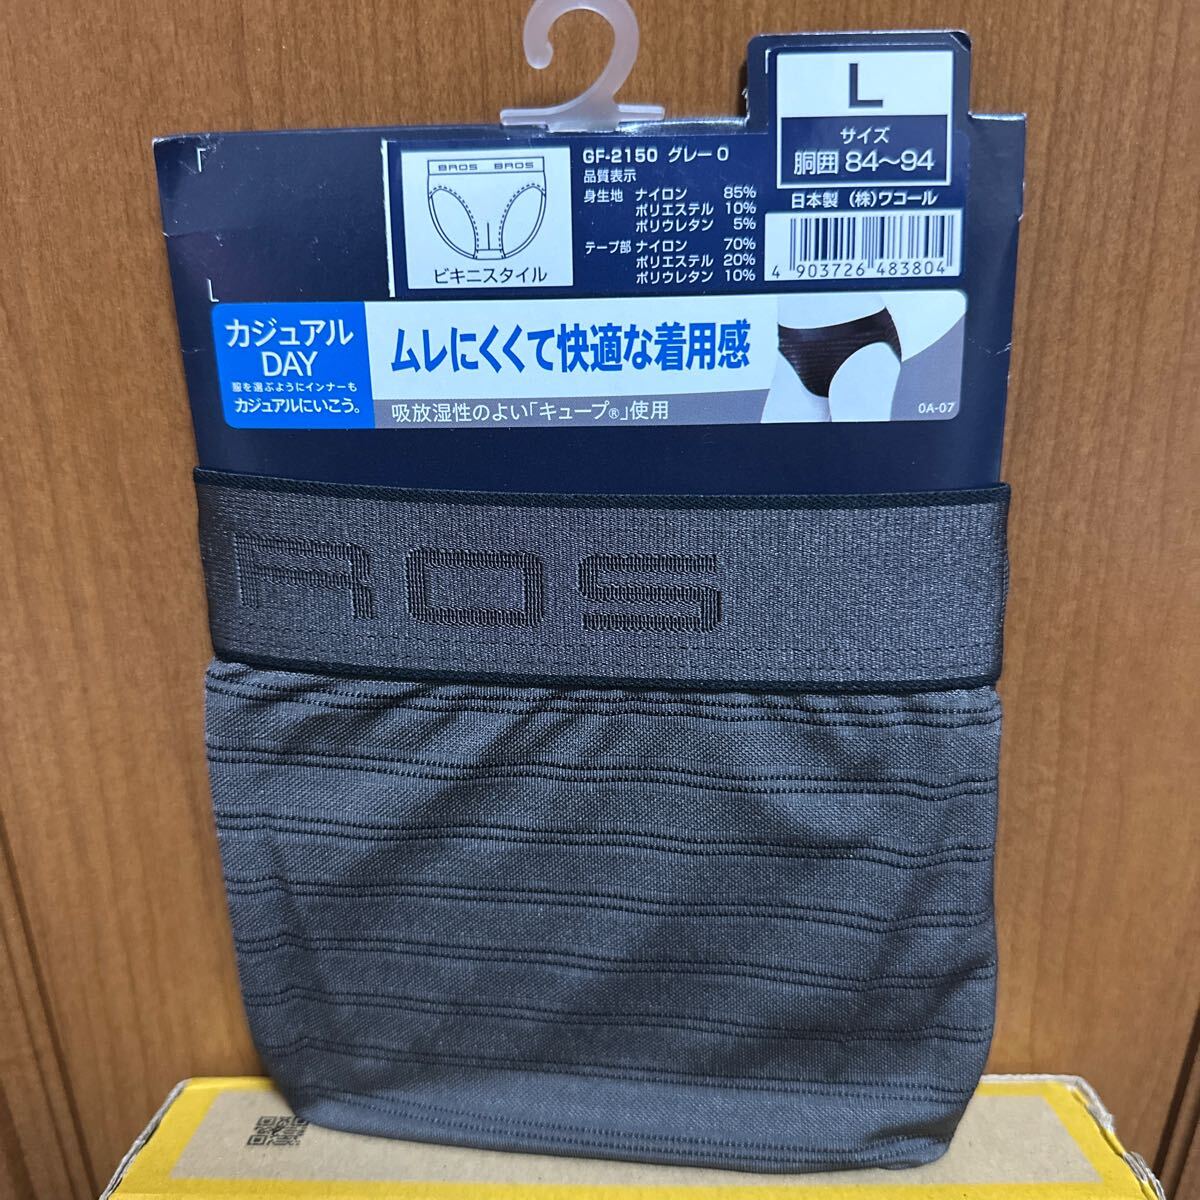 L
サイズ
胴囲 84〜94
日本製 (株)ワコール
4 903726 483804
BROS BROS
ビキニスタイル
GF-2150 グレー0
品質表示
身生地 ナイロン 85%
ポリエステル 10%
ポリウレタン 5%
テープ部 ナイロン 70%
ポリエステル 20%
ポリウレタン 10%
L
カジュアル
DAY
服を選ぶようにインナーも
カジュアルにいこう。
ムレにくくて快適な着用感
吸放湿性のよい「キュープ®」使用
0A-07
ROS